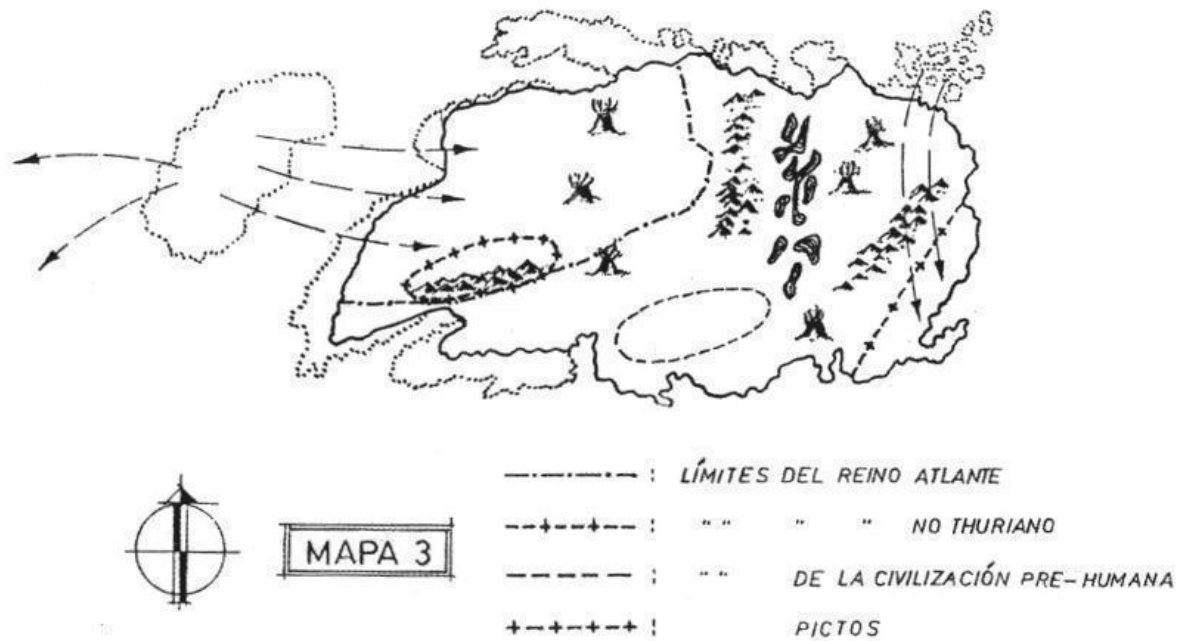 MAPA 3
LÍMITES DEL REINO ATLANTE
" " " " NO THURIANO
" " DE LA CIVILIZACIÓN PRE-HUMANA
PICTOS